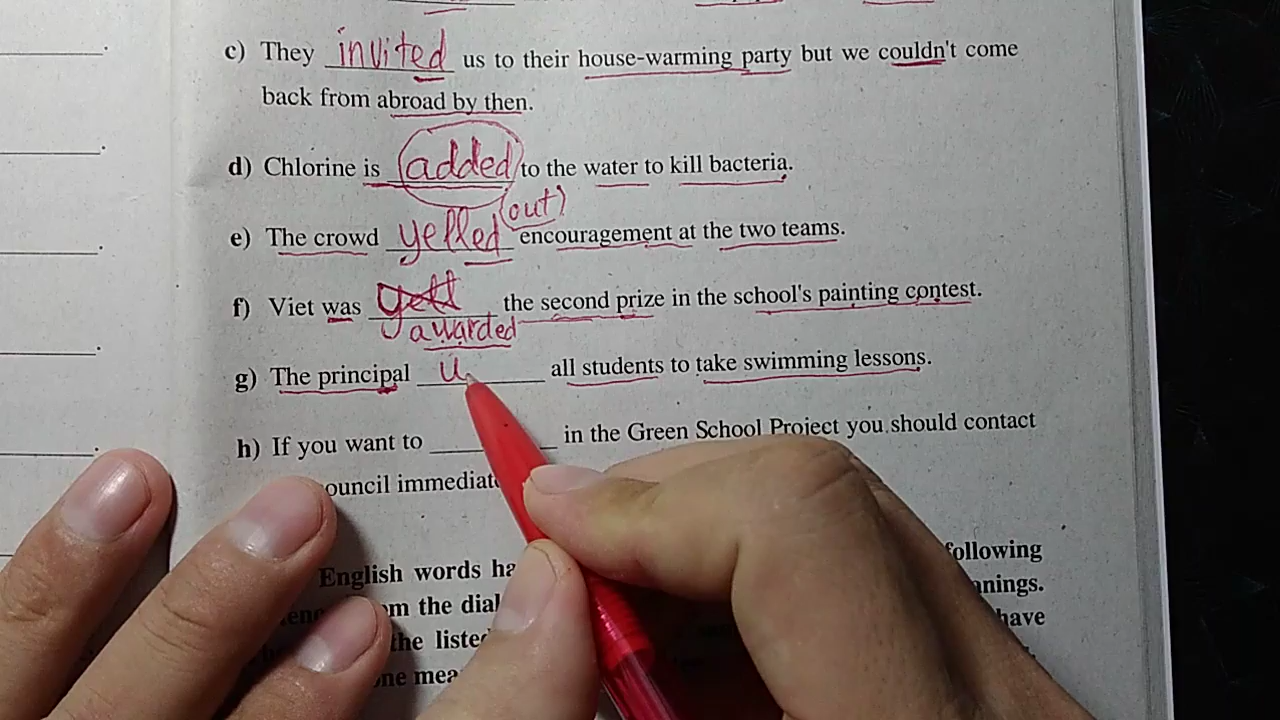 c) They invited us to their house-warming party but we couldn't come
back from abroad by then.
d) Chlorine is added to the water to kill bacteria.
(out)
e) The crowd yelled encouragement at the two teams.
f) Viet was yell the second prize in the school's painting contest.
awarded
g) The principal u all students to take swimming lessons.
h) If you want to in the Green School Project you should contact
ouncil immediate
English words ha following
om the dial nings.
the listed have
ne mea